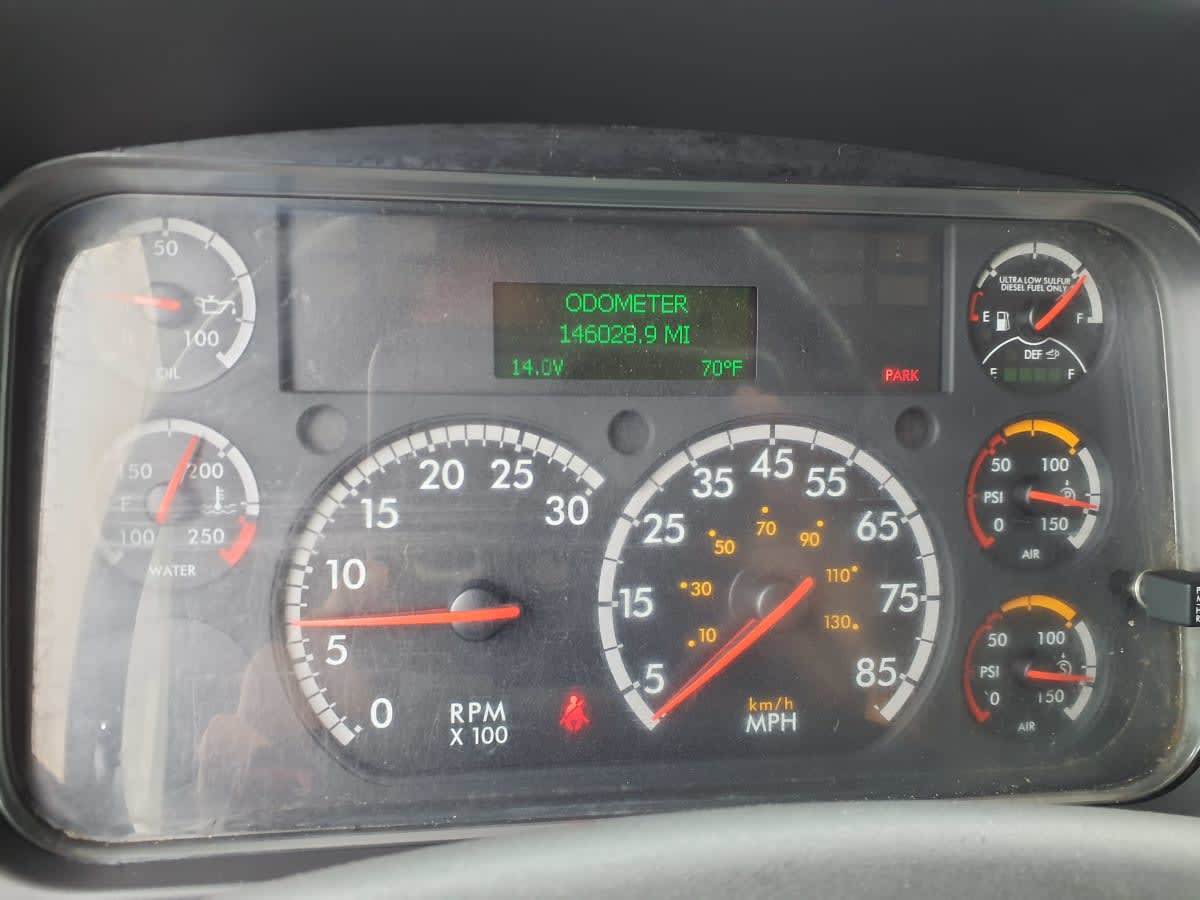 50
100
OIL
ODOMETER
146028.9 MI
14.0V 70°F
PARK
ULTRA LOW SULFUR
DIESEL FUEL ONLY
E F
DEF
E F
150 200
F
100 250
WATER
0
5
10
15
20
25
30
RPM
X 100
5
15
25
35
45
55
65
75
85
10
30
50
70
90
110
130
km/h
MPH
50 100
PSI
0 150
AIR
50 100
PSI
0 150
AIR